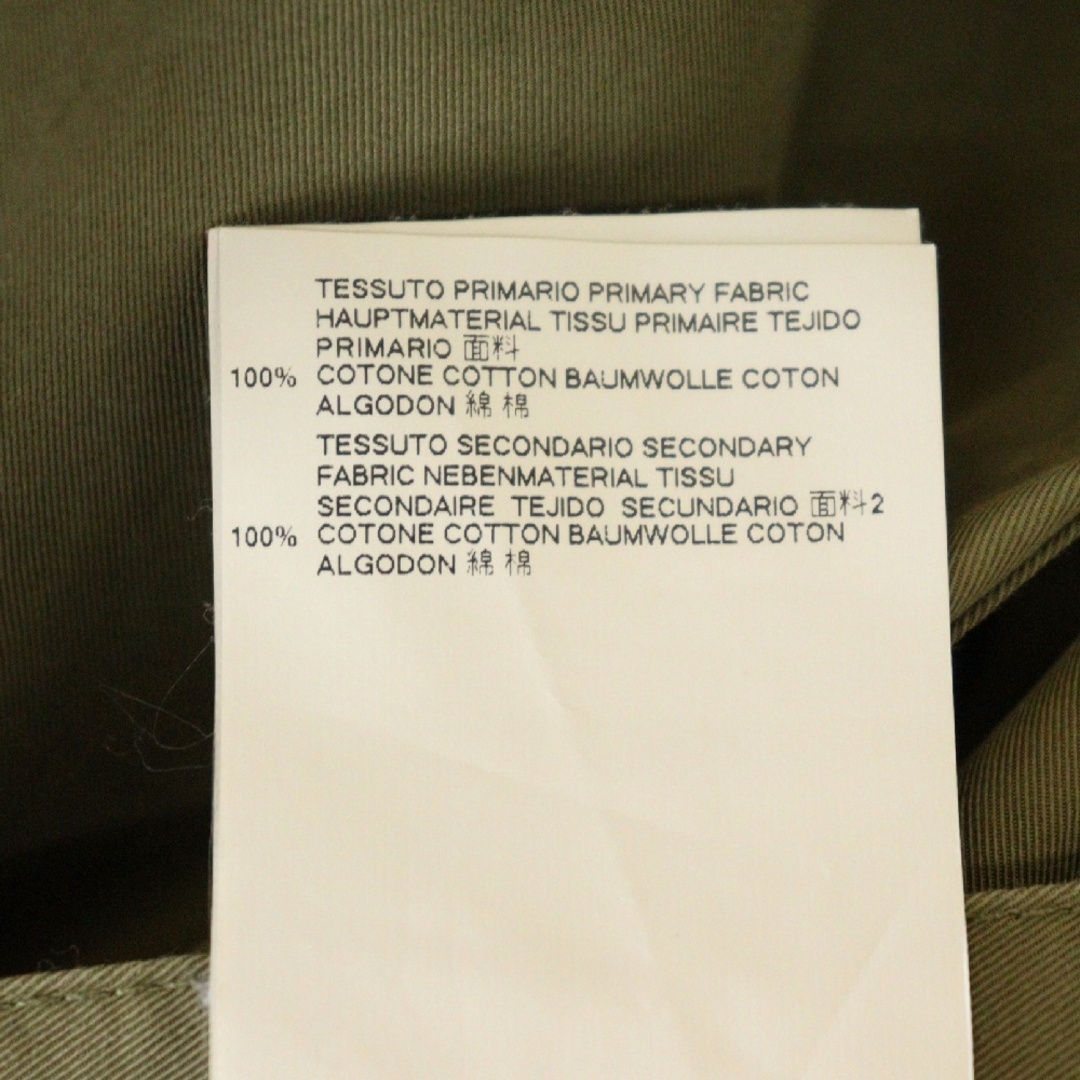 TESSUTO PRIMARIO PRIMARY FABRIC
HAUPTMATERIAL TISSU PRIMAIRE TEJIDO
PRIMARIO 面料
100% COTONE COTTON BAUMWOLLE COTON
ALGODON 綿 棉
TESSUTO SECONDARIO SECONDARY
FABRIC NEBENMATERIAL TISSU
SECONDAIRE TEJIDO SECUNDARIO 面料2
100% COTONE COTTON BAUMWOLLE COTON
ALGODON 綿 棉